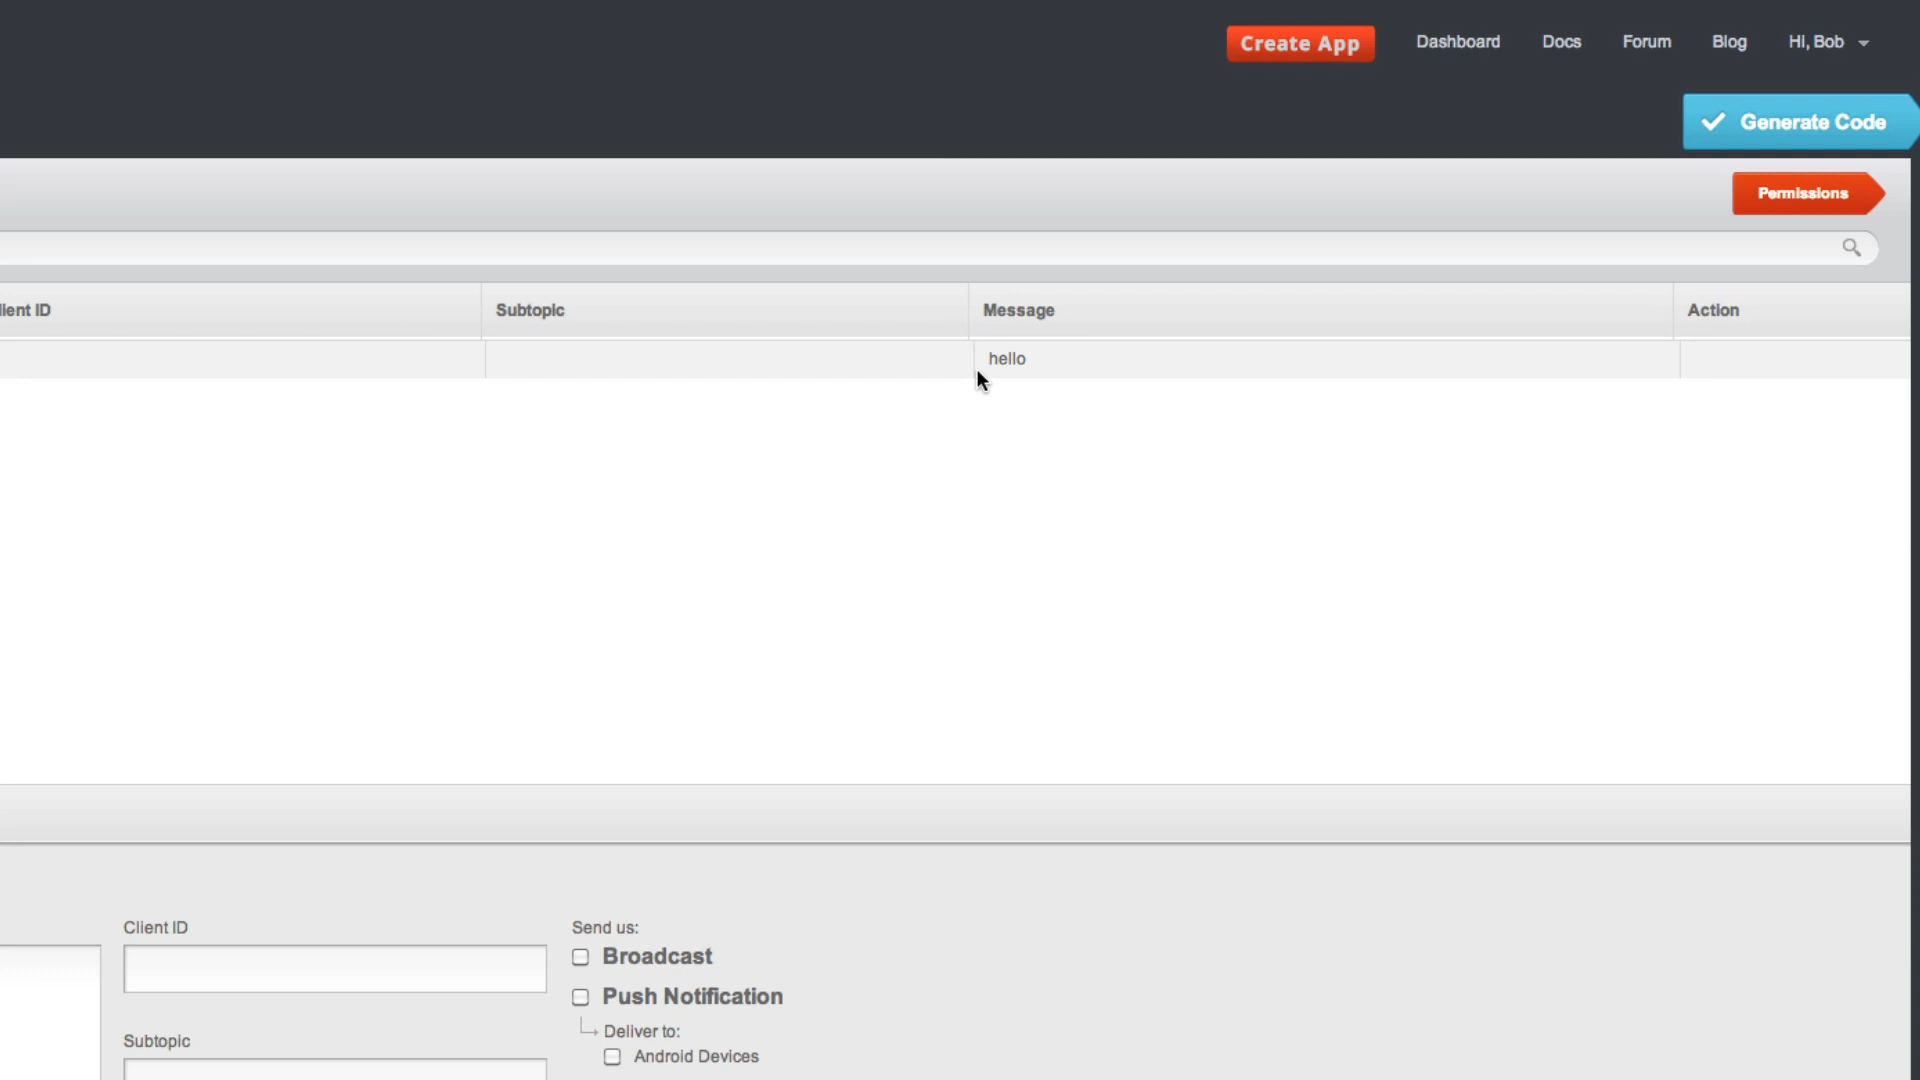 Create App
Dashboard
Docs
Forum
Blog
Hi, Bob
Generate Code
Permissions
lient ID
Subtopic
Message
Action
hello
Client ID
Send us:
Broadcast
Push Notification
Deliver to:
Subtopic
Android Devices